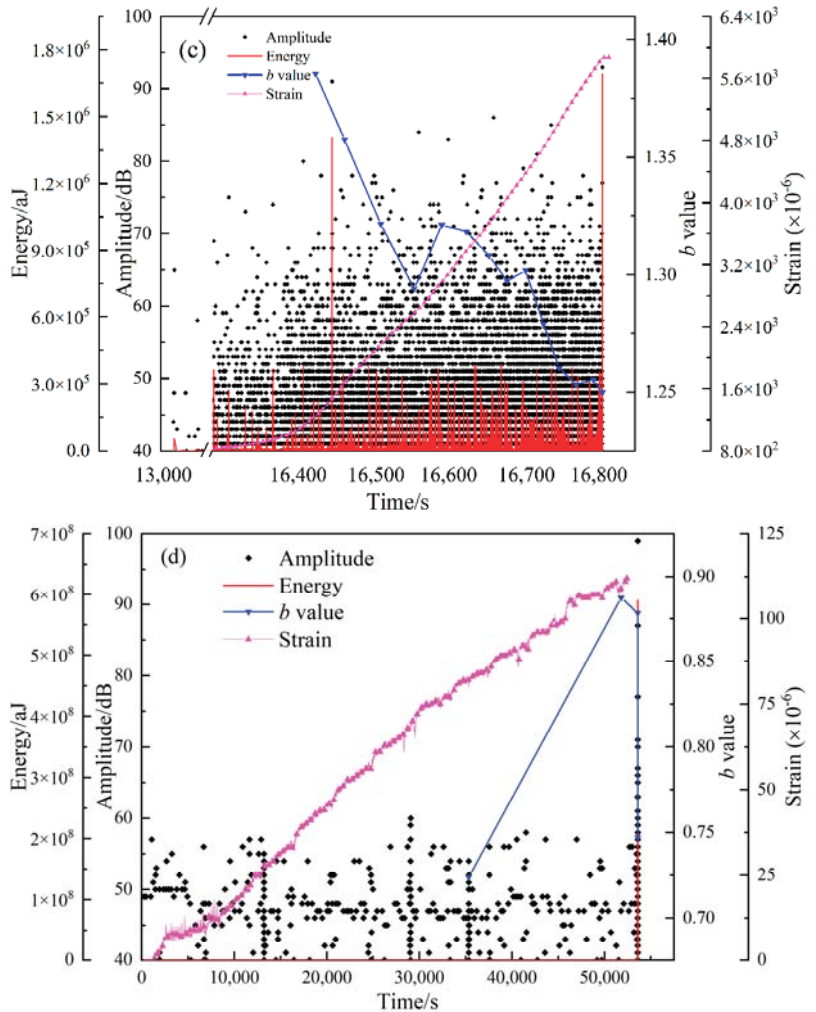 (c)
Amplitude
Energy
b value
Strain
Energy/aJ
1.8×10⁶
1.5×10⁶
1.2×10⁶
9.0×10⁵
6.0×10⁵
3.0×10⁵
0.0
Amplitude/dB
100
90
80
70
60
50
40
b value
1.40
1.35
1.30
1.25
Strain (×10⁻⁶)
6.4×10³
5.6×10³
4.8×10³
4.0×10³
3.2×10³
2.4×10³
1.6×10³
8.0×10²
13,000 16,400 16,500 16,600 16,700 16,800
Time/s
(d)
Amplitude
Energy
b value
Strain
Energy/aJ
7×10⁸
6×10⁸
5×10⁸
4×10⁸
3×10⁸
2×10⁸
1×10⁸
0
Amplitude/dB
100
90
80
70
60
50
40
b value
0.90
0.85
0.80
0.75
0.70
Strain (×10⁻⁶)
125
100
75
50
25
0
0 10,000 20,000 30,000 40,000 50,000
Time/s